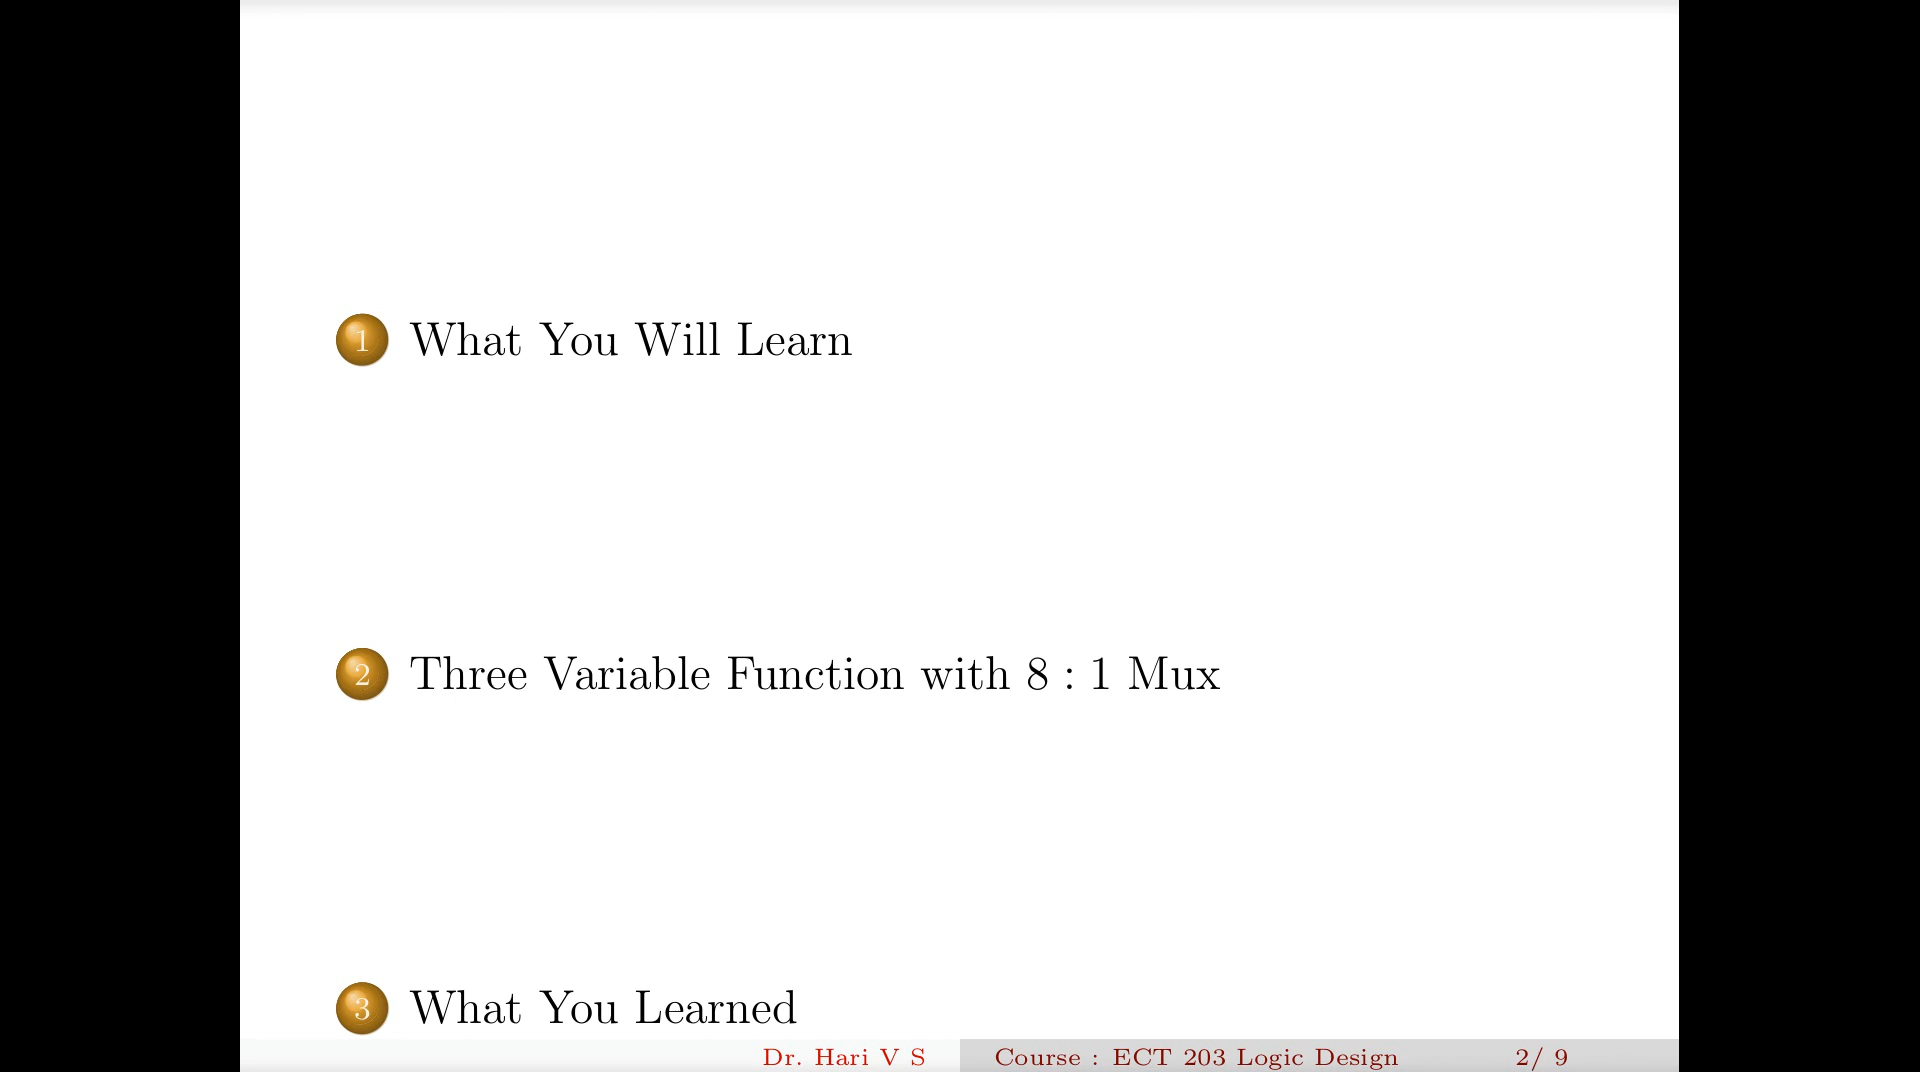 1 What You Will Learn
2 Three Variable Function with 8 : 1 Mux
3 What You Learned
Dr. Hari V S Course : ECT 203 Logic Design 2/ 9